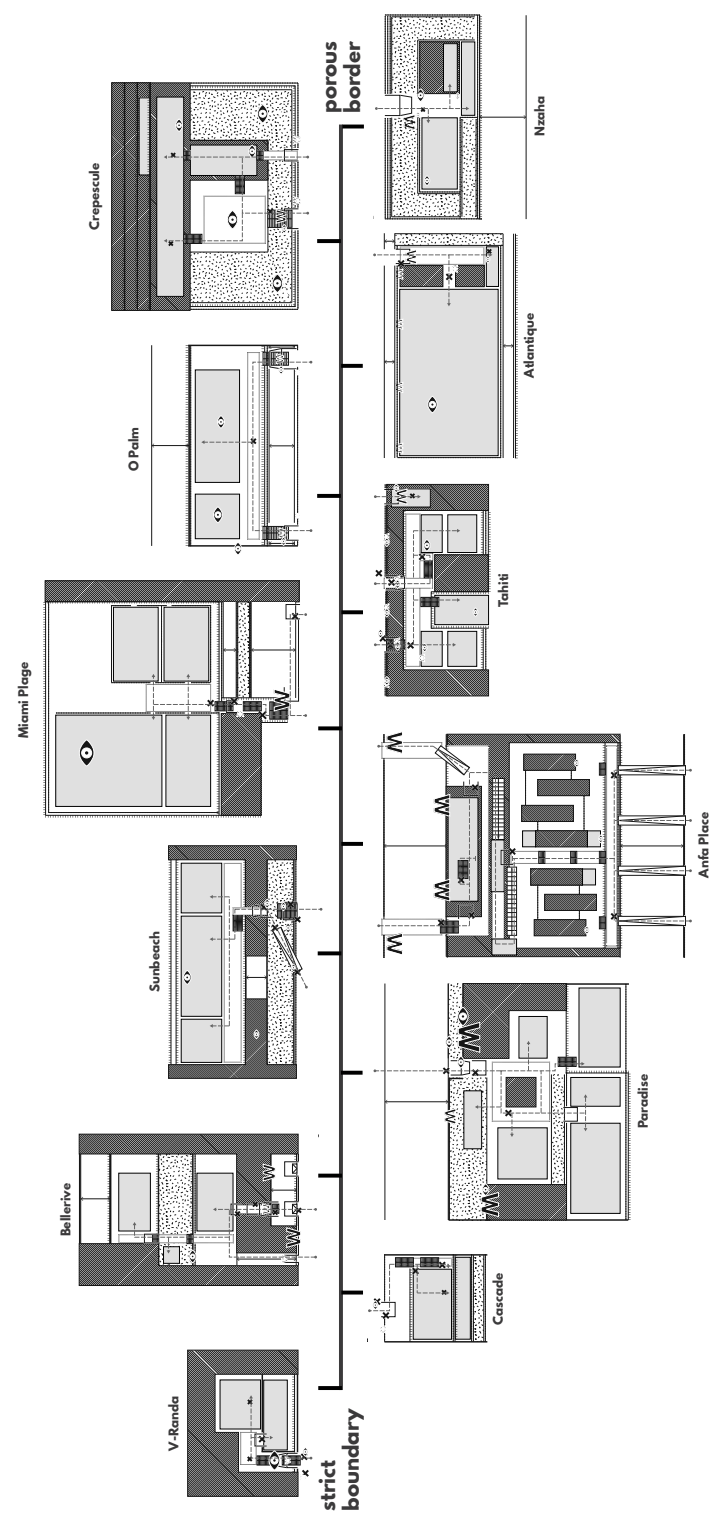 porous
border
Nzaha
Crepescule
Atlantique
O Palm
Tahiti
Miami Plage
Anfa Place
Sunbeach
Paradise
Bellerive
Cascade
V-Randa
strict
boundary